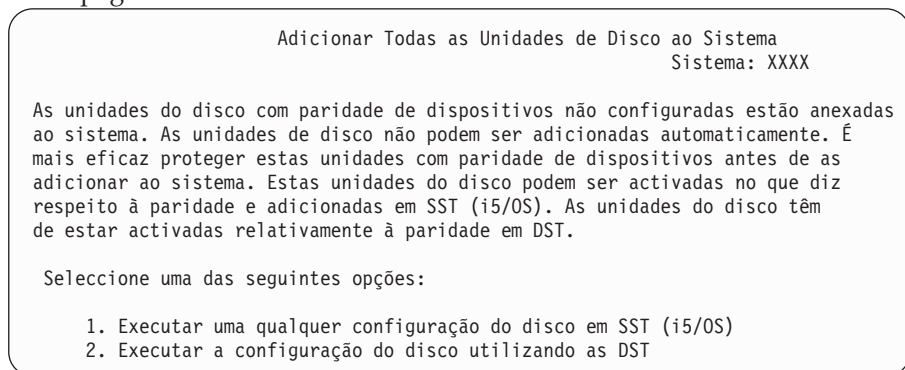 Adicionar Todas as Unidades de Disco ao Sistema
Sistema: XXXX
As unidades do disco com paridade de dispositivos não configuradas estão anexadas
ao sistema. As unidades de disco não podem ser adicionadas automaticamente. É
mais eficaz proteger estas unidades com paridade de dispositivos antes de as
adicionar ao sistema. Estas unidades do disco podem ser activadas no que diz
respeito à paridade e adicionadas em SST (i5/OS). As unidades do disco têm
de estar activadas relativamente à paridade em DST.
Seleccione uma das seguintes opções:
1. Executar uma qualquer configuração do disco em SST (i5/OS)
2. Executar a configuração do disco utilizando as DST